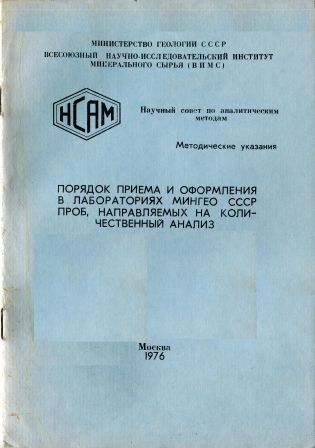 МИНИСТЕРСТВО ГЕОЛОГИИ СССР
ВСЕСОЮЗНЫЙ НАУЧНО-ИССЛЕДОВАТЕЛЬСКИЙ ИНСТИТУТ
МИНЕРАЛЬНОГО СЫРЬЯ (ВИМС)
НСАМ
Научный совет по аналитическим
методам
Методические указания
ПОРЯДОК ПРИЕМА И ОФОРМЛЕНИЯ
В ЛАБОРАТОРИЯХ МИНГЕО СССР
ПРОБ, НАПРАВЛЯЕМЫХ НА КОЛИ-
ЧЕСТВЕННЫЙ АНАЛИЗ
Москва
1976